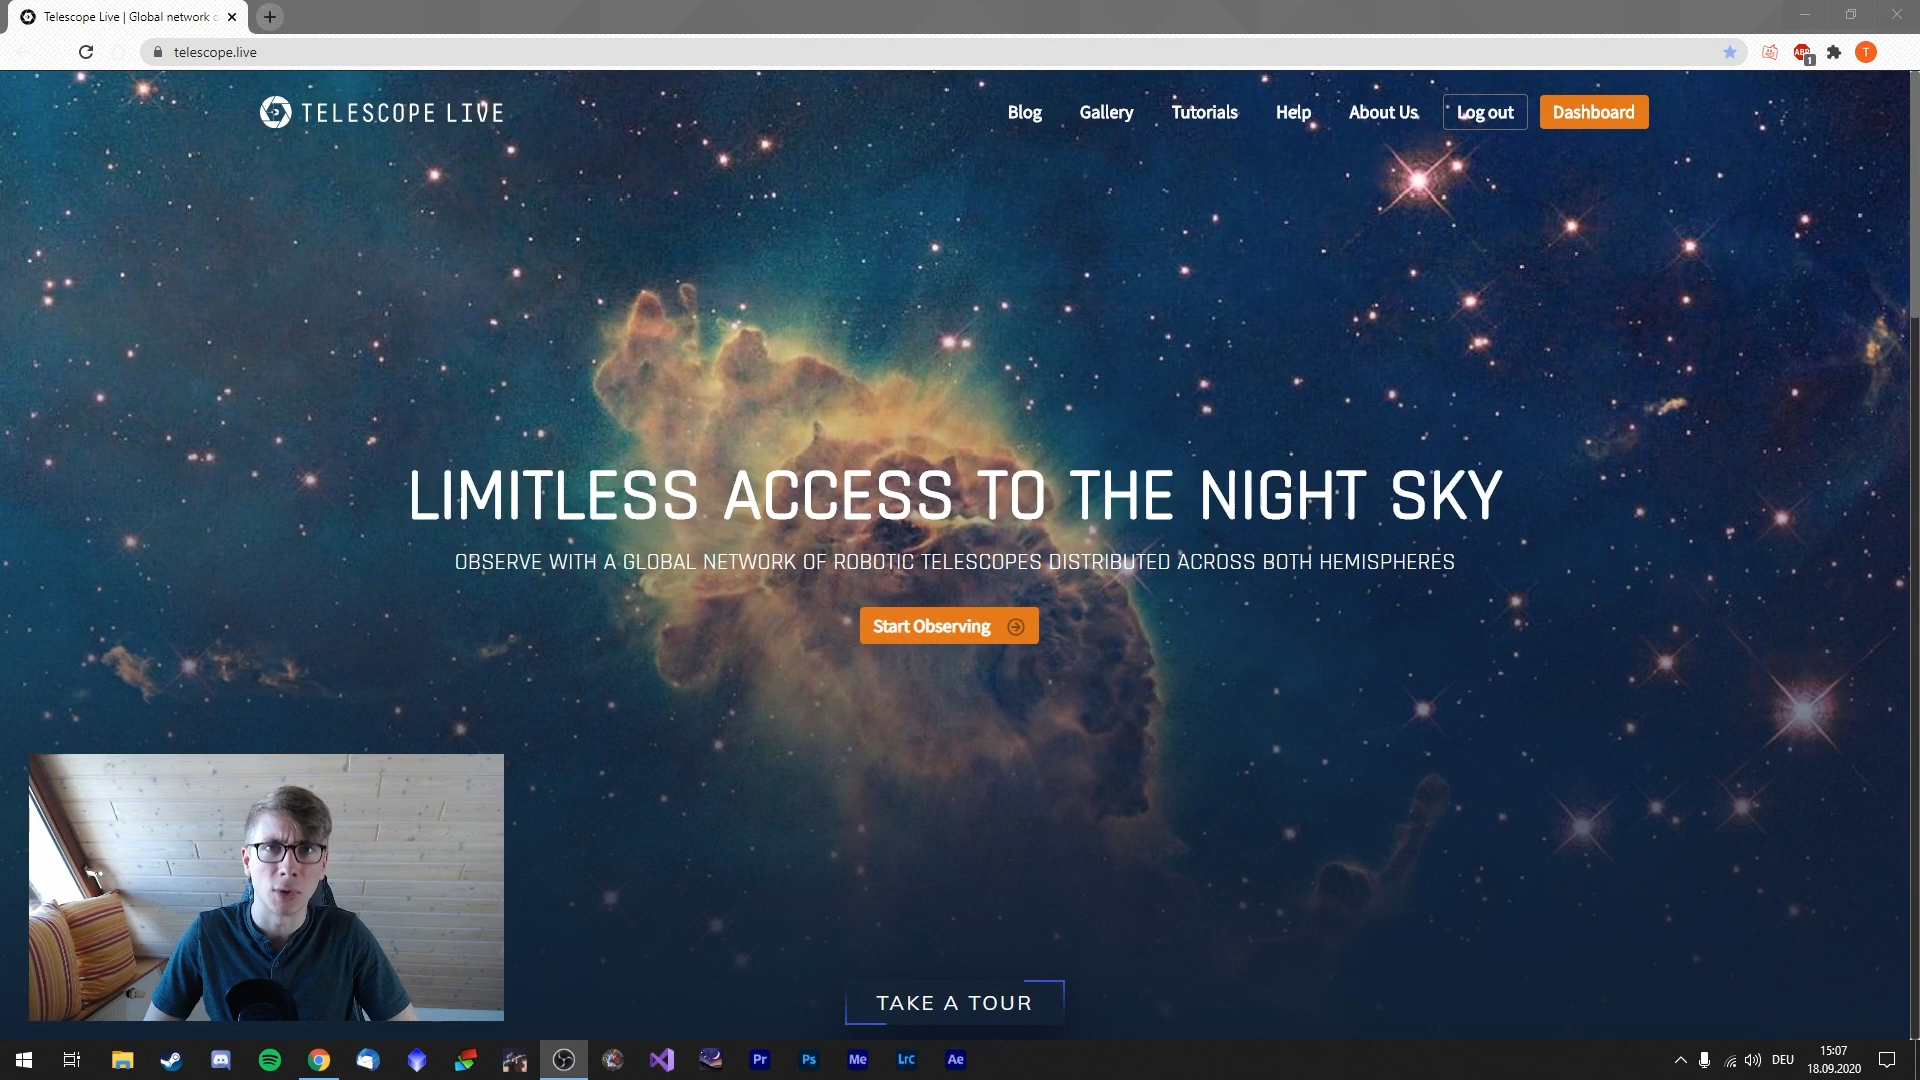 Telescope Live | Global network
telescope.live
ABP
1
T
TELESCOPE LIVE
Blog
Gallery
Tutorials
Help
About Us
Log out
Dashboard
LIMITLESS ACCESS TO THE NIGHT SKY
OBSERVE WITH A GLOBAL NETWORK OF ROBOTIC TELESCOPES DISTRIBUTED ACROSS BOTH HEMISPHERES
Start Observing
TAKE A TOUR
Pr
Ps
Me
Lrc
Ae
DEU
15:07
18.09.2020